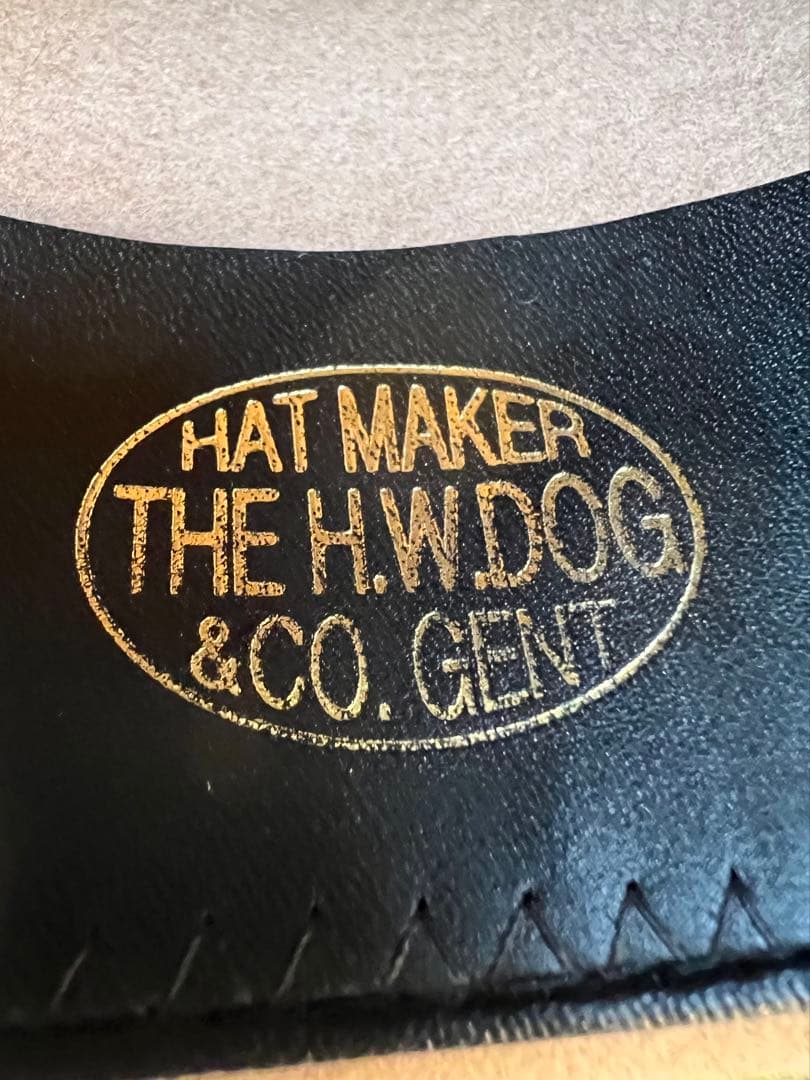 HAT MAKER
THE H.W.DOG
&CO. GENT